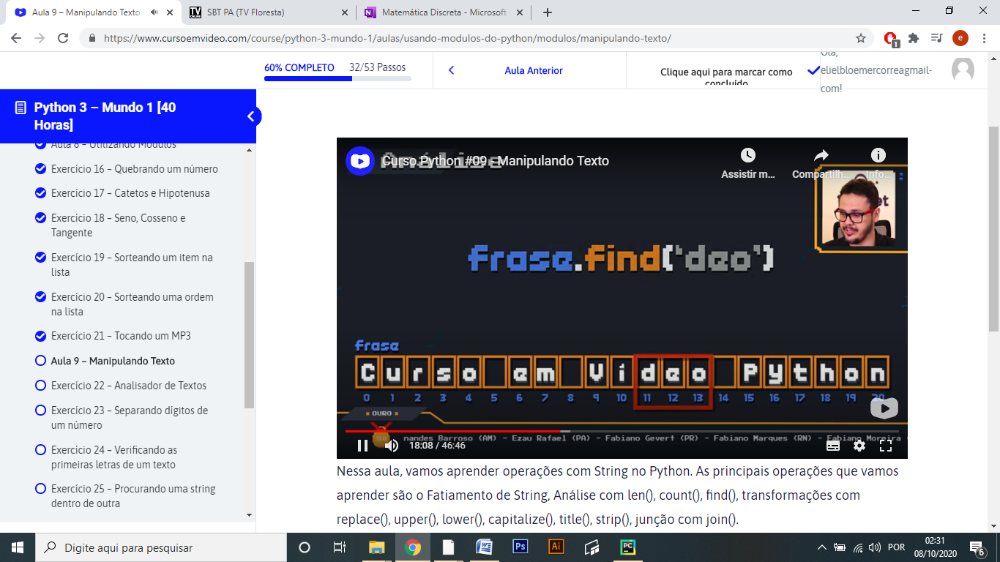 Aula 9 – Manipulando Texto
SBT PA (TV Floresta)
Matemática Discreta - Microsoft
https://www.cursoemvideo.com/course/python-3-mundo-1/aulas/usando-modulos-do-python/modulos/manipulando-texto/
1
e
60% COMPLETO 32/53 Passos
Aula Anterior
Clique aqui para marcar como
concluído
Olá,
elielbloemercorreagmail-
com!
Python 3 – Mundo 1 [40
Horas]
Aula 8 – Utilizando Módulos
Exercício 16 – Quebrando um número
Exercício 17 – Catetos e Hipotenusa
Exercício 18 – Seno, Cosseno e
Tangente
Exercício 19 – Sorteando um item na
lista
Exercício 20 – Sorteando uma ordem
na lista
Exercício 21 – Tocando um MP3
Aula 9 – Manipulando Texto
Exercício 22 – Analisador de Textos
Exercício 23 – Separando dígitos de
um número
Exercício 24 – Verificando as
primeiras letras de um texto
Exercício 25 – Procurando uma string
dentro de outra
Análise
Curso Python #09 - Manipulando Texto
Assistir m...
Compartilh...
Info...
frase.find('deo')
frase
Curso em Vídeo Python
0 1 2 3 4 5 6 7 8 9 10 11 12 13 14 15 16 17 18 19 20
OURO
nandes Barroso (AM) - Ezau Rafael (PA) - Fabiano Gevert (PR) - Fabiano Marques (RN) - Fabiano Moreira
18:08 / 46:46
Nessa aula, vamos aprender operações com String no Python. As principais operações que vamos
aprender são o Fatiamento de String, Análise com len(), count(), find(), transformações com
replace(), upper(), lower(), capitalize(), title(), strip(), junção com join().
Digite aqui para pesquisar
W
Ps
Ai
PC
POR
02:31
08/10/2020
6